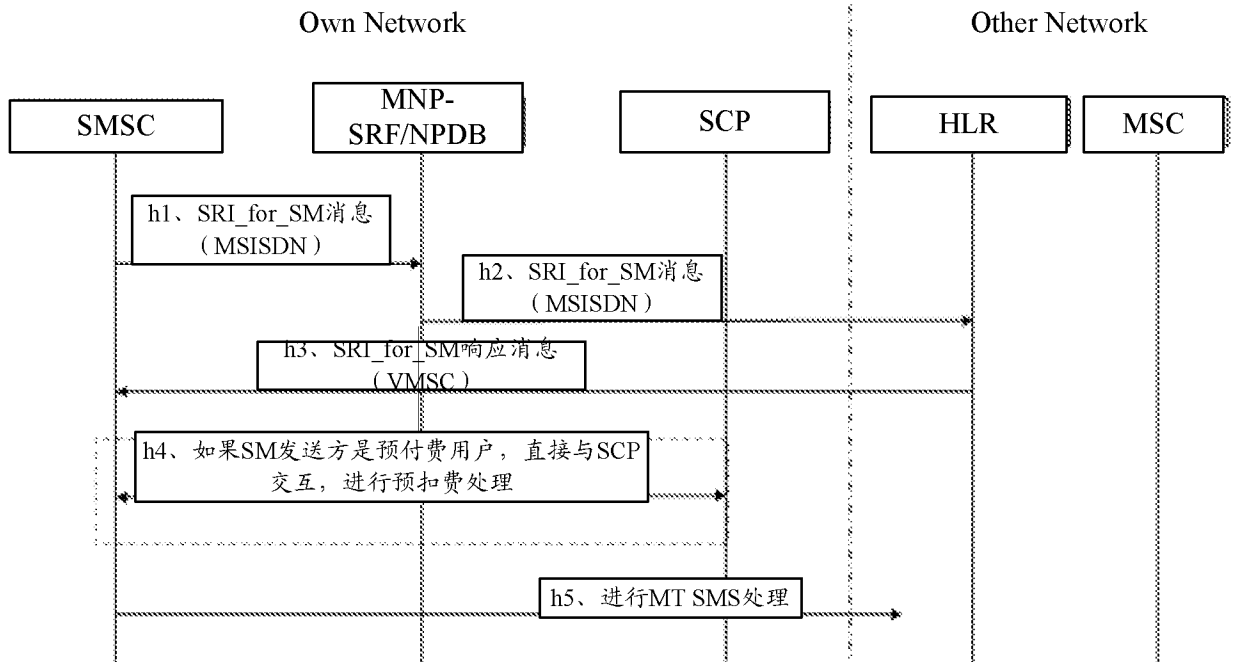 Own Network
Other Network
SMSC
MNP-
SRF/NPDB
SCP
HLR
MSC
h1、SRI_for_SM消息
（MSISDN）
h2、SRI_for_SM消息
（MSISDN）
h3、SRI_for_SM响应消息
（VMSC）
h4、如果SM发送方是预付费用户，直接与SCP
交互，进行预扣费处理
h5、进行MT SMS处理